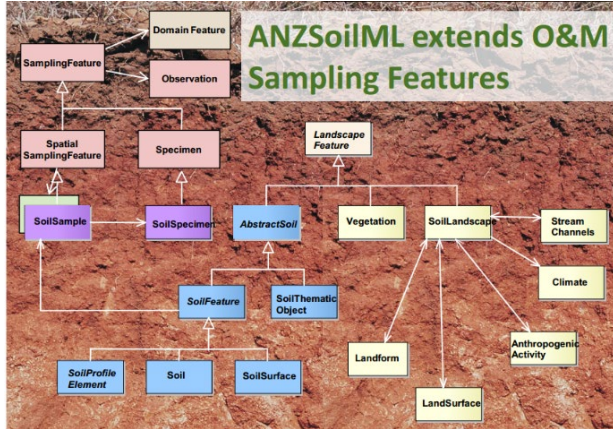 ANZSoilML extends O&M
Sampling Features
Domain Feature
SamplingFeature
Observation
Spatial
SamplingFeature
Specimen
Landscape
Feature
SoilSample
SoilSpecimen
AbstractSoil
Vegetation
SoilLandscape
Stream
Channels
Climate
SoilFeature
SoilThematic
Object
Anthropogenic
Activity
Landform
SoilProfile
Element
Soil
SoilSurface
LandSurface